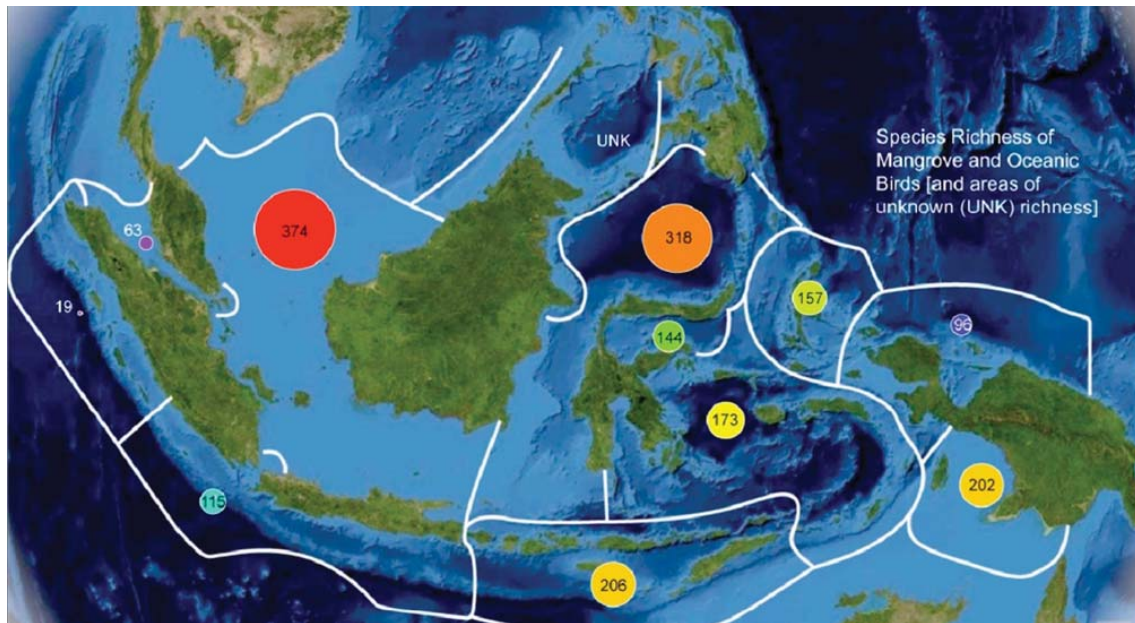 UNK
Species Richness of
Mangrove and Oceanic
Birds [and areas of
unknown (UNK) richness]
374
318
63
157
19
96
144
173
202
115
206